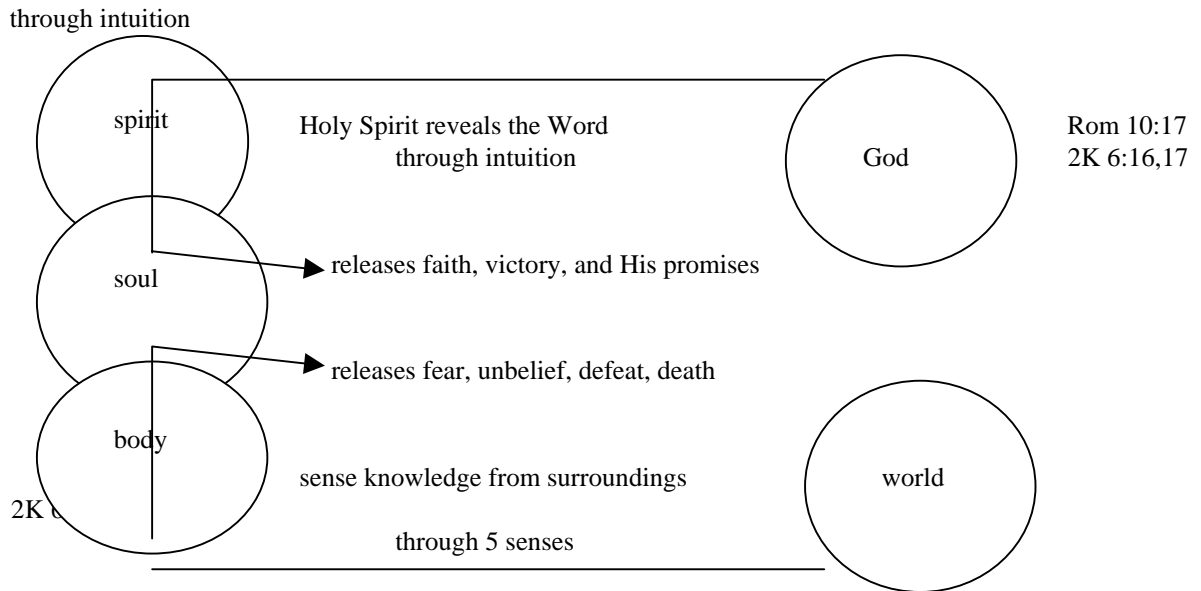 through intuition
spirit
Holy Spirit reveals the Word
through intuition
God
Rom 10:17
2K 6:16,17
releases faith, victory, and His promises
soul
releases fear, unbelief, defeat, death
body
sense knowledge from surroundings
world
2K
through 5 senses